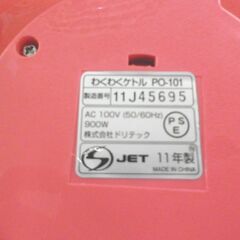 わくわくケトル PO-101
製造番号 11J45695
AC 100V (50/60Hz)
900W
株式会社ドリテック
PS
E
JET 11年製
MADE IN CHINA